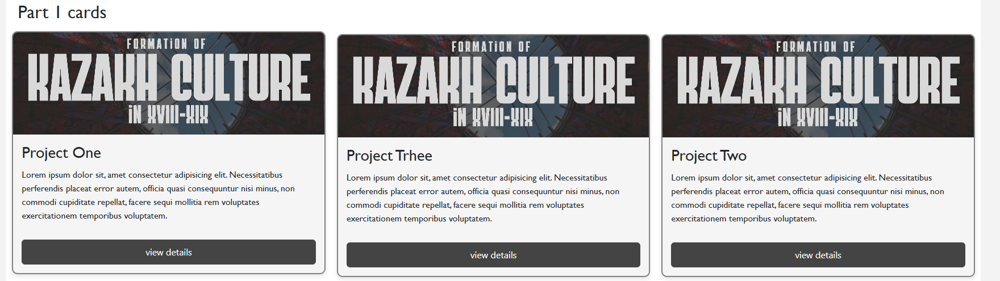 Part 1 cards
FORMATiON OF
KAZAKH CULTURE
iN XVIII-XIX
Project One
Lorem ipsum dolor sit, amet consectetur adipisicing elit. Necessitatibus
perferendis placeat error autem, officia quasi consequuntur nisi minus, non
commodi cupiditate repellat, facere sequi mollitia rem voluptates
exercitationem temporibus voluptatem.
view details
FORMATiON OF
KAZAKH CULTURE
iN XVIII-XIX
Project Trhee
Lorem ipsum dolor sit, amet consectetur adipisicing elit. Necessitatibus
perferendis placeat error autem, officia quasi consequuntur nisi minus, non
commodi cupiditate repellat, facere sequi mollitia rem voluptates
exercitationem temporibus voluptatem.
view details
FORMATiON OF
KAZAKH CULTURE
iN XVIII-XIX
Project Two
Lorem ipsum dolor sit, amet consectetur adipisicing elit. Necessitatibus
perferendis placeat error autem, officia quasi consequuntur nisi minus, non
commodi cupiditate repellat, facere sequi mollitia rem voluptates
exercitationem temporibus voluptatem.
view details